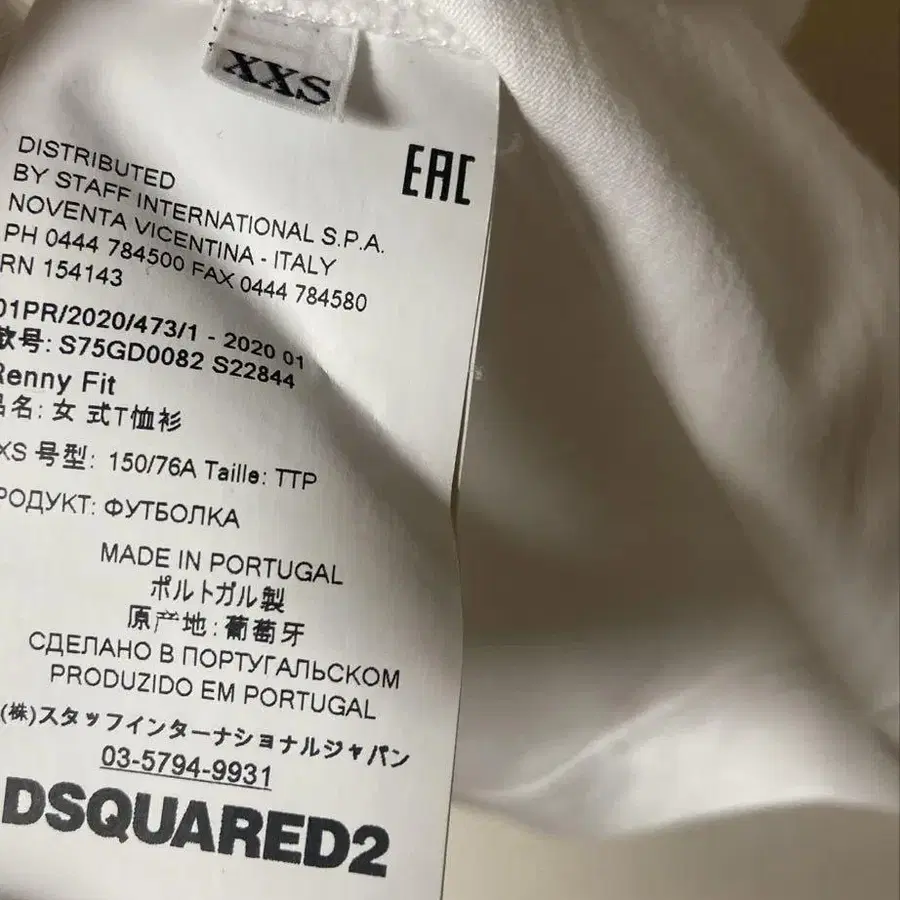 XXS
EAC
DISTRIBUTED
BY STAFF INTERNATIONAL S.P.A.
NOVENTA VICENTINA - ITALY
PH 0444 784500 FAX 0444 784580
RN 154143
01PR/2020/473/1 - 2020 01
款号: S75GD0082 S22844
Renny Fit
品名: 女 式T恤衫
XS 号型: 150/76A Taille: TTP
РОДУКТ: ФУТБОЛКА
MADE IN PORTUGAL
ポルトガル製
原产地: 葡萄牙
СДЕЛАНО В ПОРТУГАЛЬСКОМ
PRODUZIDO EM PORTUGAL
(株)スタッフインターナショナルジャパン
03-5794-9931
DSQUARED2